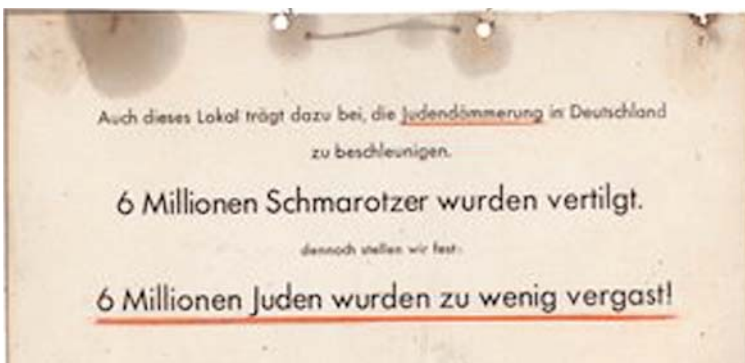 Auch dieses Lokal trägt dazu bei, die Judendämmerung in Deutschland
zu beschleunigen.
6 Millionen Schmarotzer wurden vertilgt.
dennoch stellen wir fest:
6 Millionen Juden wurden zu wenig vergast!